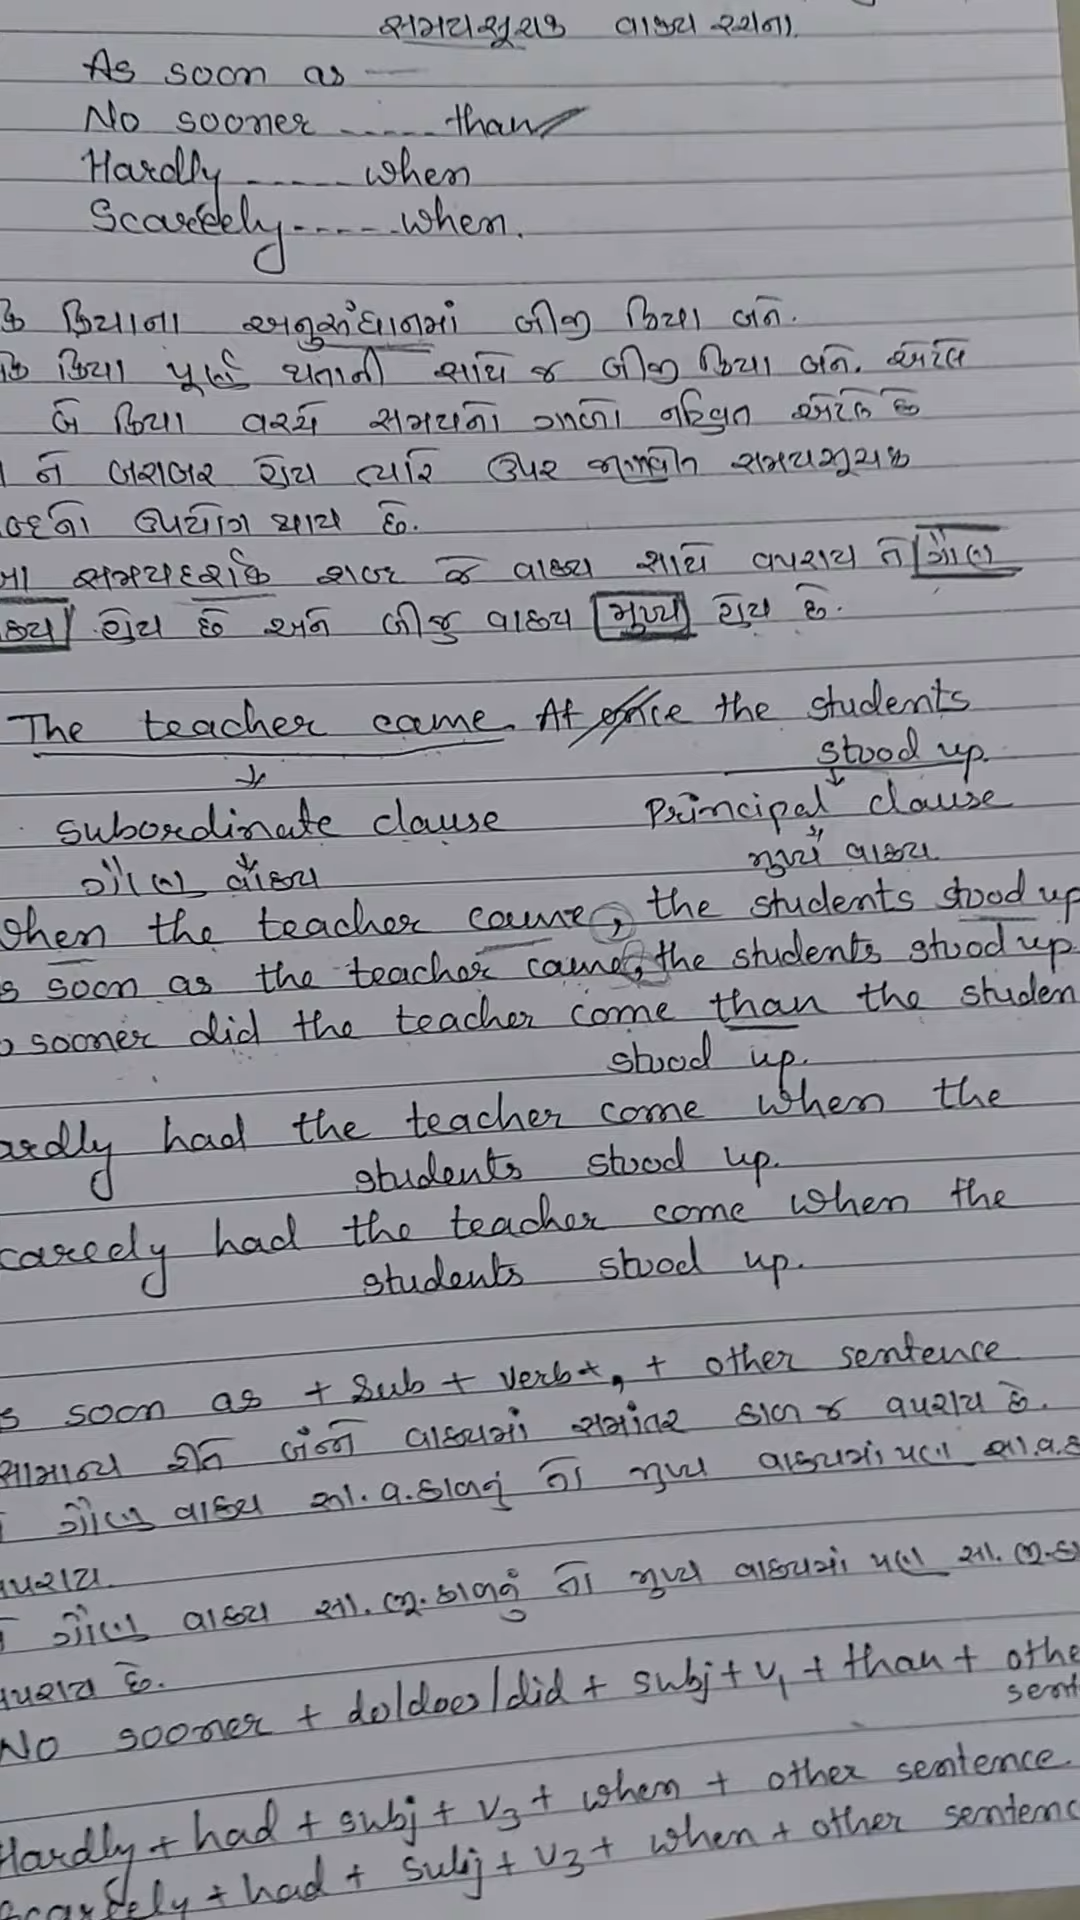 સમયસૂચક વાક્ય રચના.
As soon as —
No sooner ..... than
Hardly ..... when
Scarcely ..... when.
ક ક્રિયાના અનુસંધાનમાં બીજી ક્રિયા બને.
ક ક્રિયા પૂર્ણ થતાની સાથે જ બીજી ક્રિયા બને. એટલે
બે ક્રિયા વચ્ચે સમયનો ગાળો નહિવત એટલે કે
ન બરાબર હોય ત્યારે ઉપર સમયસૂચક
ઉપયોગ થાય છે.
આ સમયદર્શક શબ્દ જે વાક્ય સાથે વપરાય તે ગૌણ
ક્ય હોય છે અને બીજુ વાક્ય મુખ્ય હોય છે.
The teacher came. At once the students
stood up.
subordinate clause Principal clause
ગૌણ વાક્ય મુખ્ય વાક્ય
when the teacher came, the students stood up
s soon as the teacher came, the students stood up.
o sooner did the teacher come than the studen
stood up.
ardly had the teacher come when the
students stood up.
carcely had the teacher come when the
students stood up.
s soon as + sub + verb + , + other sentence
સામાન્ય રીતે બંને વાક્યમાં સમાંતર કાળ જ વપરાય છે.
ગૌણ વાક્ય સા. વ. કાળનું તો મુખ્ય વાક્યમાં પણ સા. વ. ક
વપરાય.
ગૌણ વાક્ય સા. ભૂ. કાળનું તો મુખ્ય વાક્યમાં પણ સા. ભૂ. કા
વપરાય છે.
No sooner + do/does/did + subj + v1 + than + othe
sent
Hardly + had + subj + v3 + when + other sentence.
Scarcely + had + subj + v3 + when + other sentenc